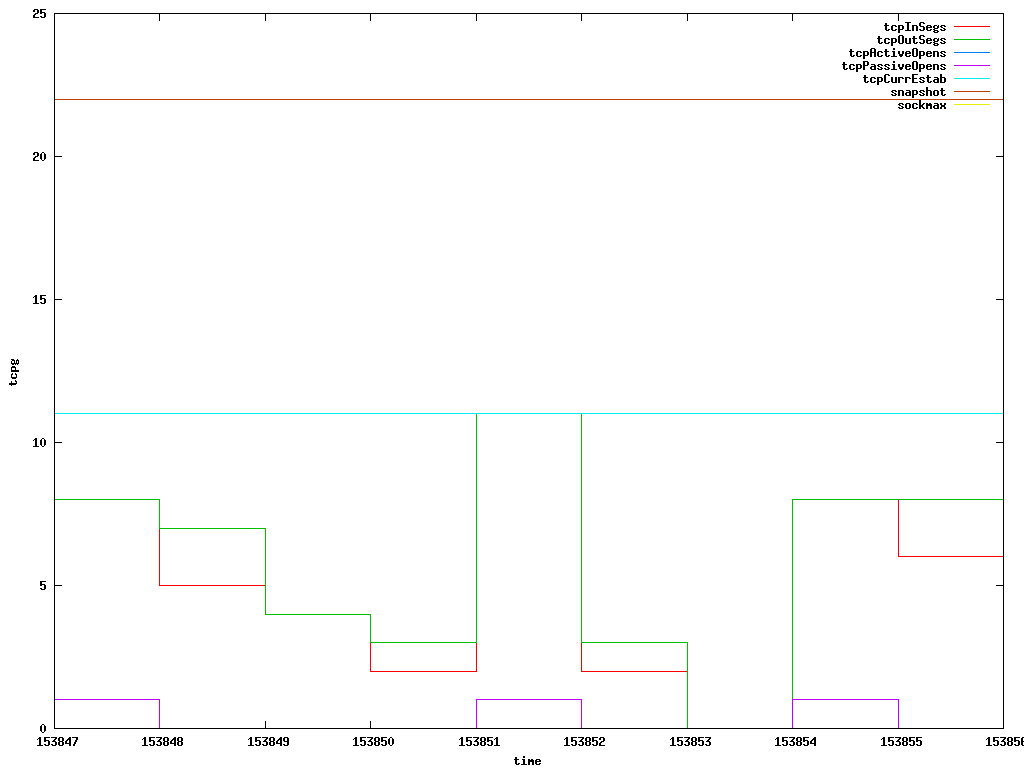 25
20
15
10
5
0
tcpg
tcpInSegs
tcpOutSegs
tcpActiveOpens
tcpPassiveOpens
tcpCurrEstab
snapshot
sockmax
153847 153848 153849 153850 153851 153852 153853 153854 153855 153856
time